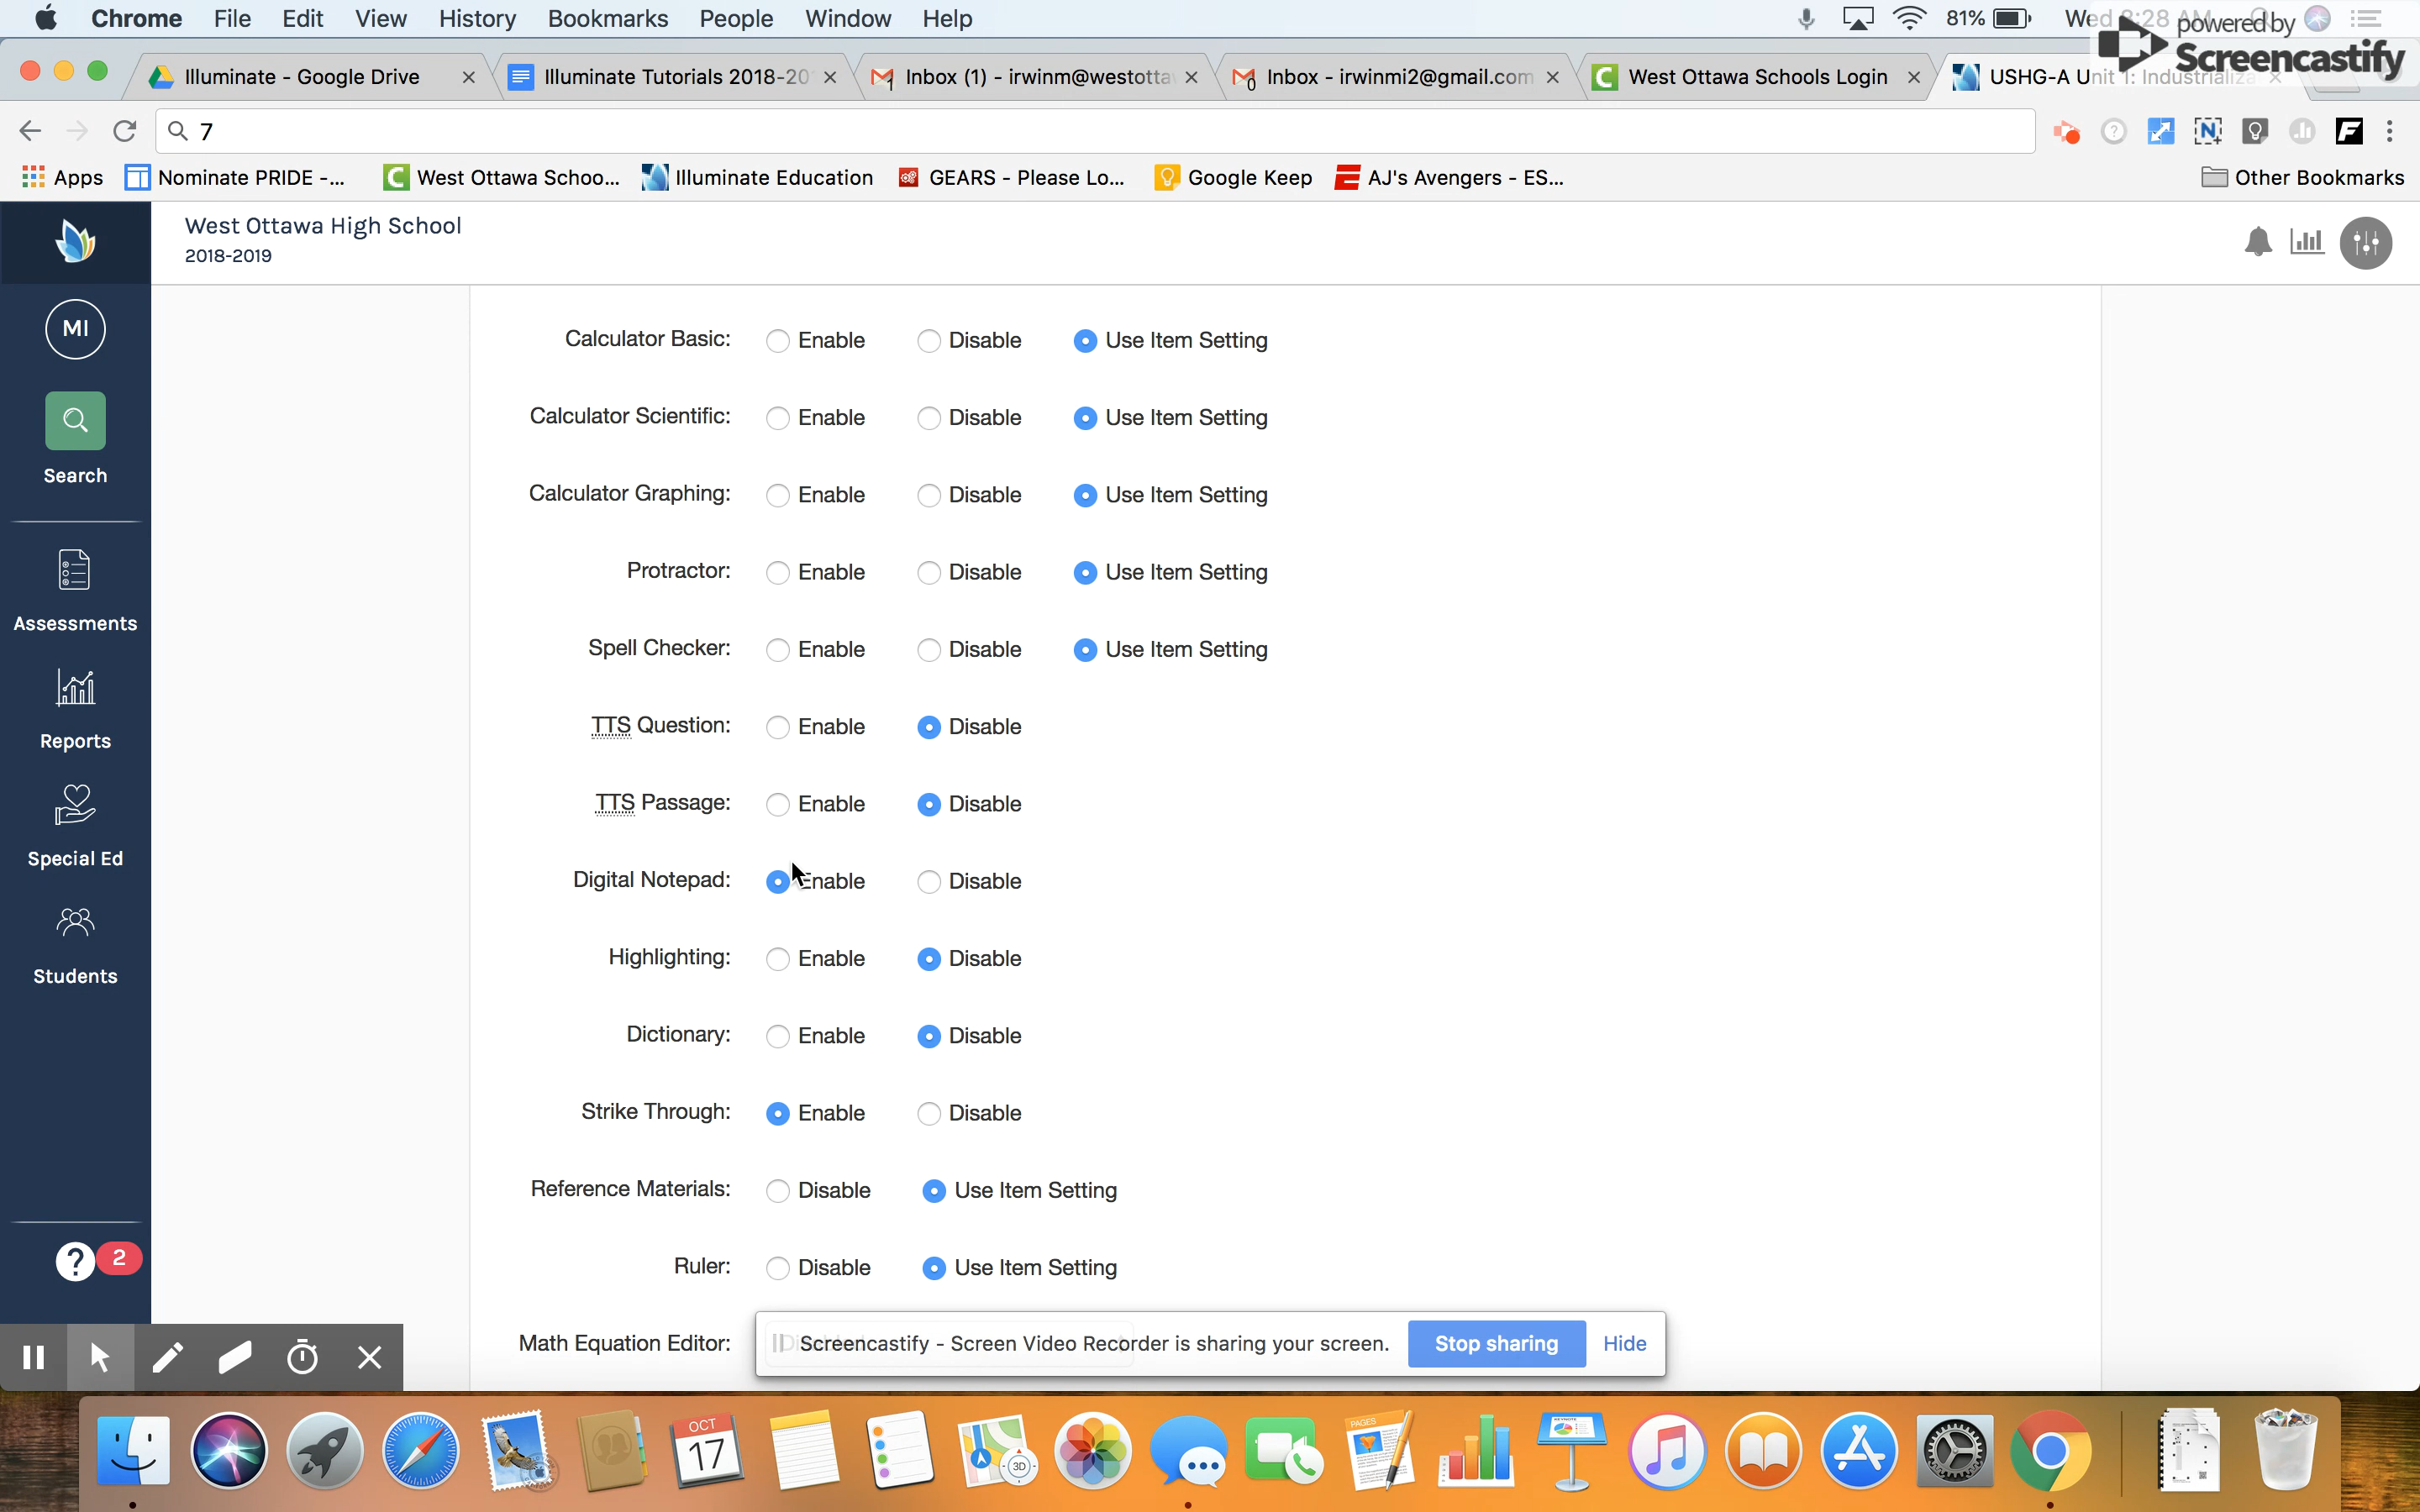 Chrome File Edit View History Bookmarks People Window Help 81% Wed 8:28 AM
powered by
Screencastify
Illuminate - Google Drive Illuminate Tutorials 2018-20 Inbox (1) - irwinm@westotta Inbox - irwinmi2@gmail.com West Ottawa Schools Login USHG-A Unit 1: Industrializa
7
Apps Nominate PRIDE -... West Ottawa Schoo... Illuminate Education GEARS - Please Lo... Google Keep AJ's Avengers - ES... Other Bookmarks
West Ottawa High School
2018-2019
MI
Search
Assessments
Reports
Special Ed
Students
? 2
Calculator Basic: Enable Disable Use Item Setting
Calculator Scientific: Enable Disable Use Item Setting
Calculator Graphing: Enable Disable Use Item Setting
Protractor: Enable Disable Use Item Setting
Spell Checker: Enable Disable Use Item Setting
TTS Question: Enable Disable
TTS Passage: Enable Disable
Digital Notepad: Enable Disable
Highlighting: Enable Disable
Dictionary: Enable Disable
Strike Through: Enable Disable
Reference Materials: Disable Use Item Setting
Ruler: Disable Use Item Setting
Math Equation Editor:
Screencastify - Screen Video Recorder is sharing your screen. Stop sharing Hide
OCT
17
3D
PAGES
KEYNOTE